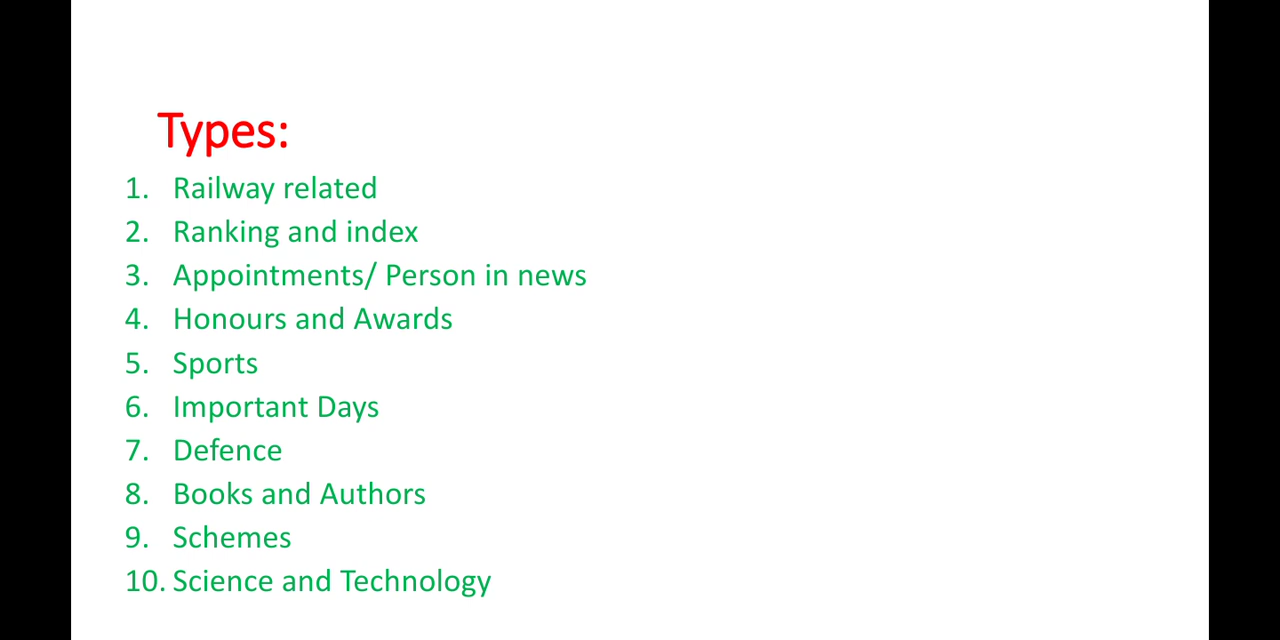 Types:
1. Railway related
2. Ranking and index
3. Appointments/ Person in news
4. Honours and Awards
5. Sports
6. Important Days
7. Defence
8. Books and Authors
9. Schemes
10. Science and Technology